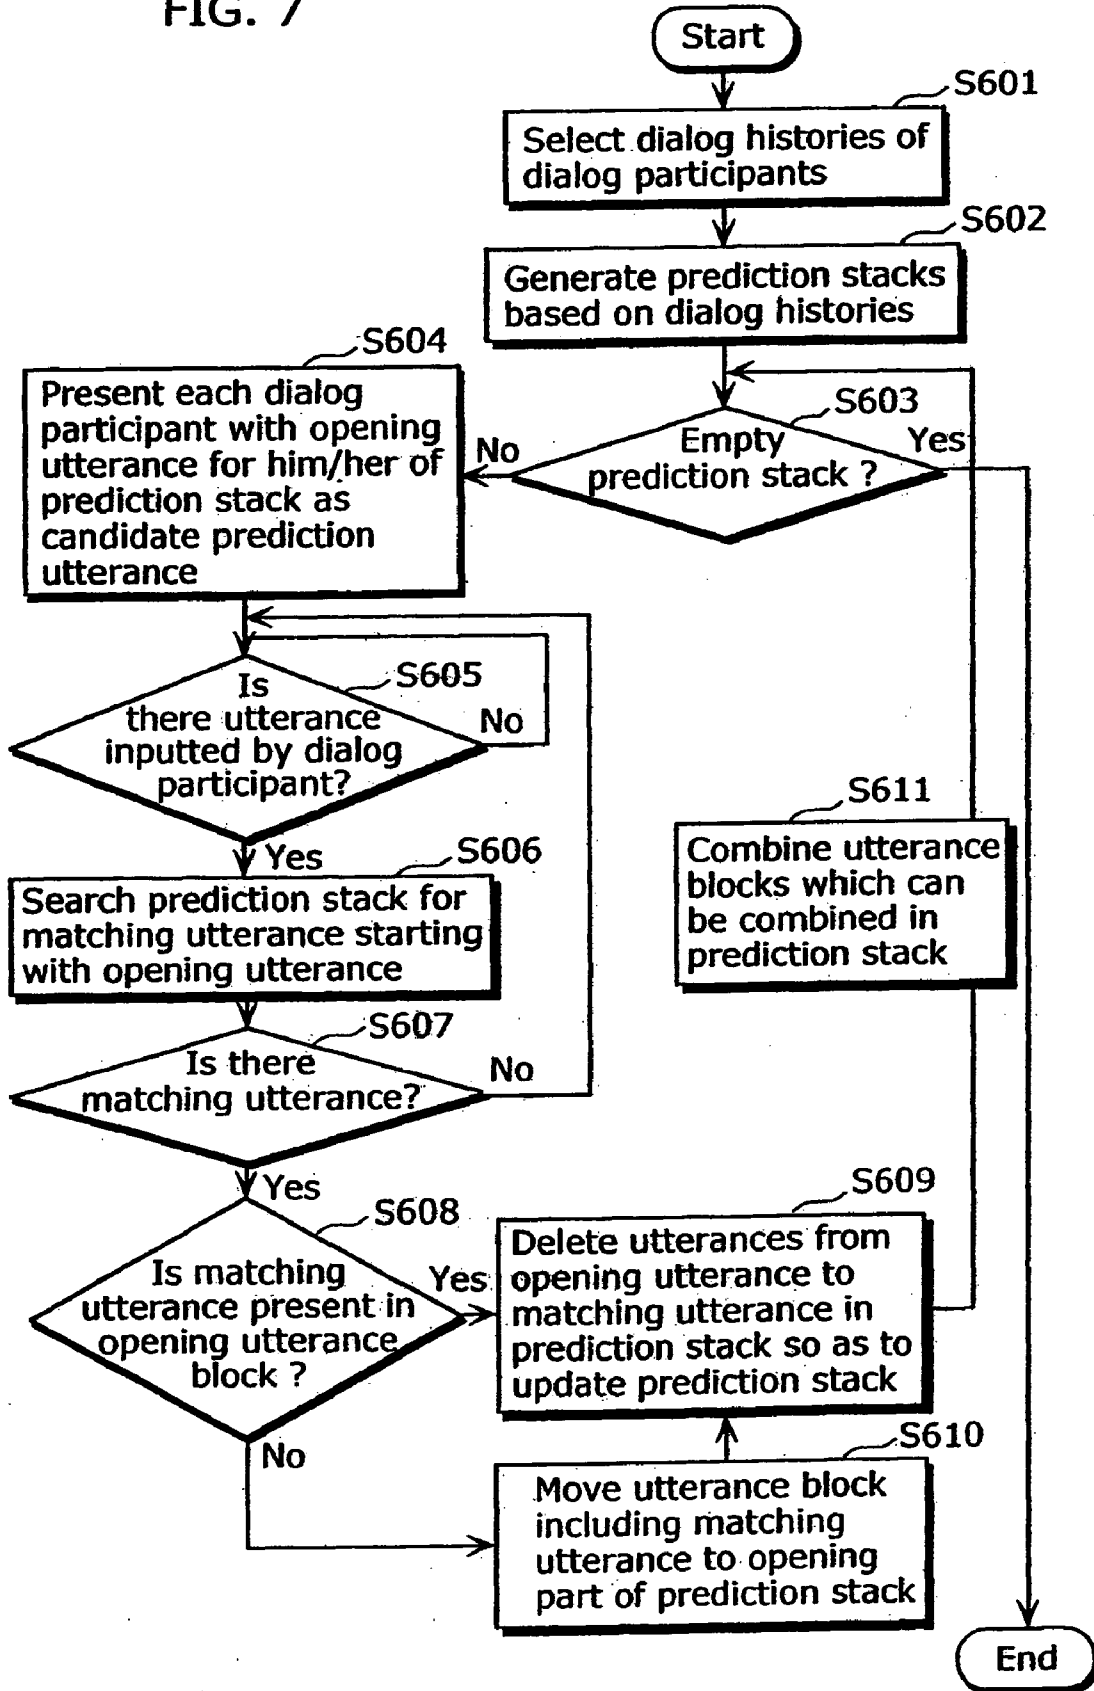 FIG. 7
Start
S601
Select dialog histories of
dialog participants
S602
Generate prediction stacks
based on dialog histories
S603
Empty
prediction stack ?
No
Yes
S604
Present each dialog
participant with opening
utterance for him/her of
prediction stack as
candidate prediction
utterance
S605
Is
there utterance
inputted by dialog
participant?
No
Yes
S606
Search prediction stack for
matching utterance starting
with opening utterance
S607
Is there
matching utterance?
No
Yes
S608
Is matching
utterance present in
opening utterance
block ?
Yes
No
S609
Delete utterances from
opening utterance to
matching utterance in
prediction stack so as to
update prediction stack
S610
Move utterance block
including matching
utterance to opening
part of prediction stack
S611
Combine utterance
blocks which can
be combined in
prediction stack
End